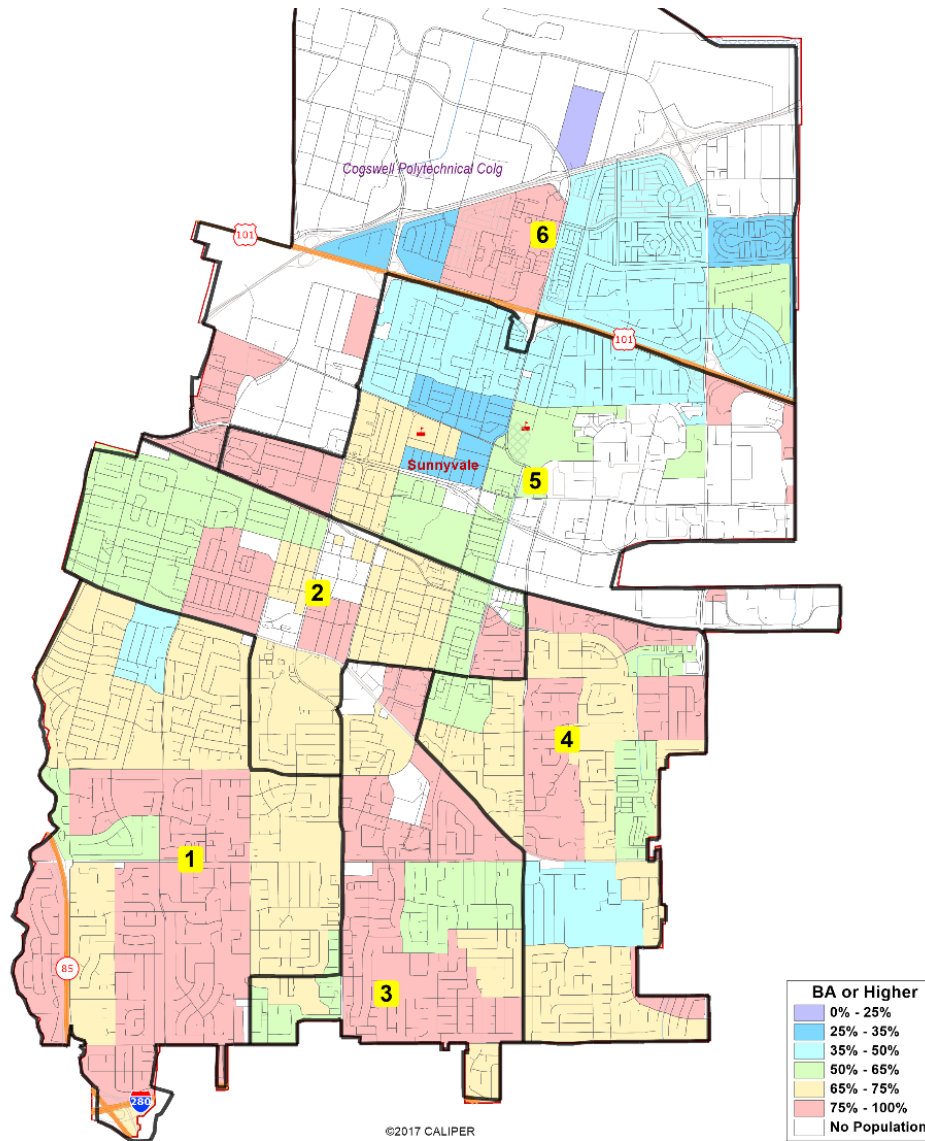 Cogswell Polytechnical Colg
6
101
101
Sunnyvale
5
2
4
1
85
3
280
BA or Higher
0% - 25%
25% - 35%
35% - 50%
50% - 65%
65% - 75%
75% - 100%
No Population
©2017 CALIPER